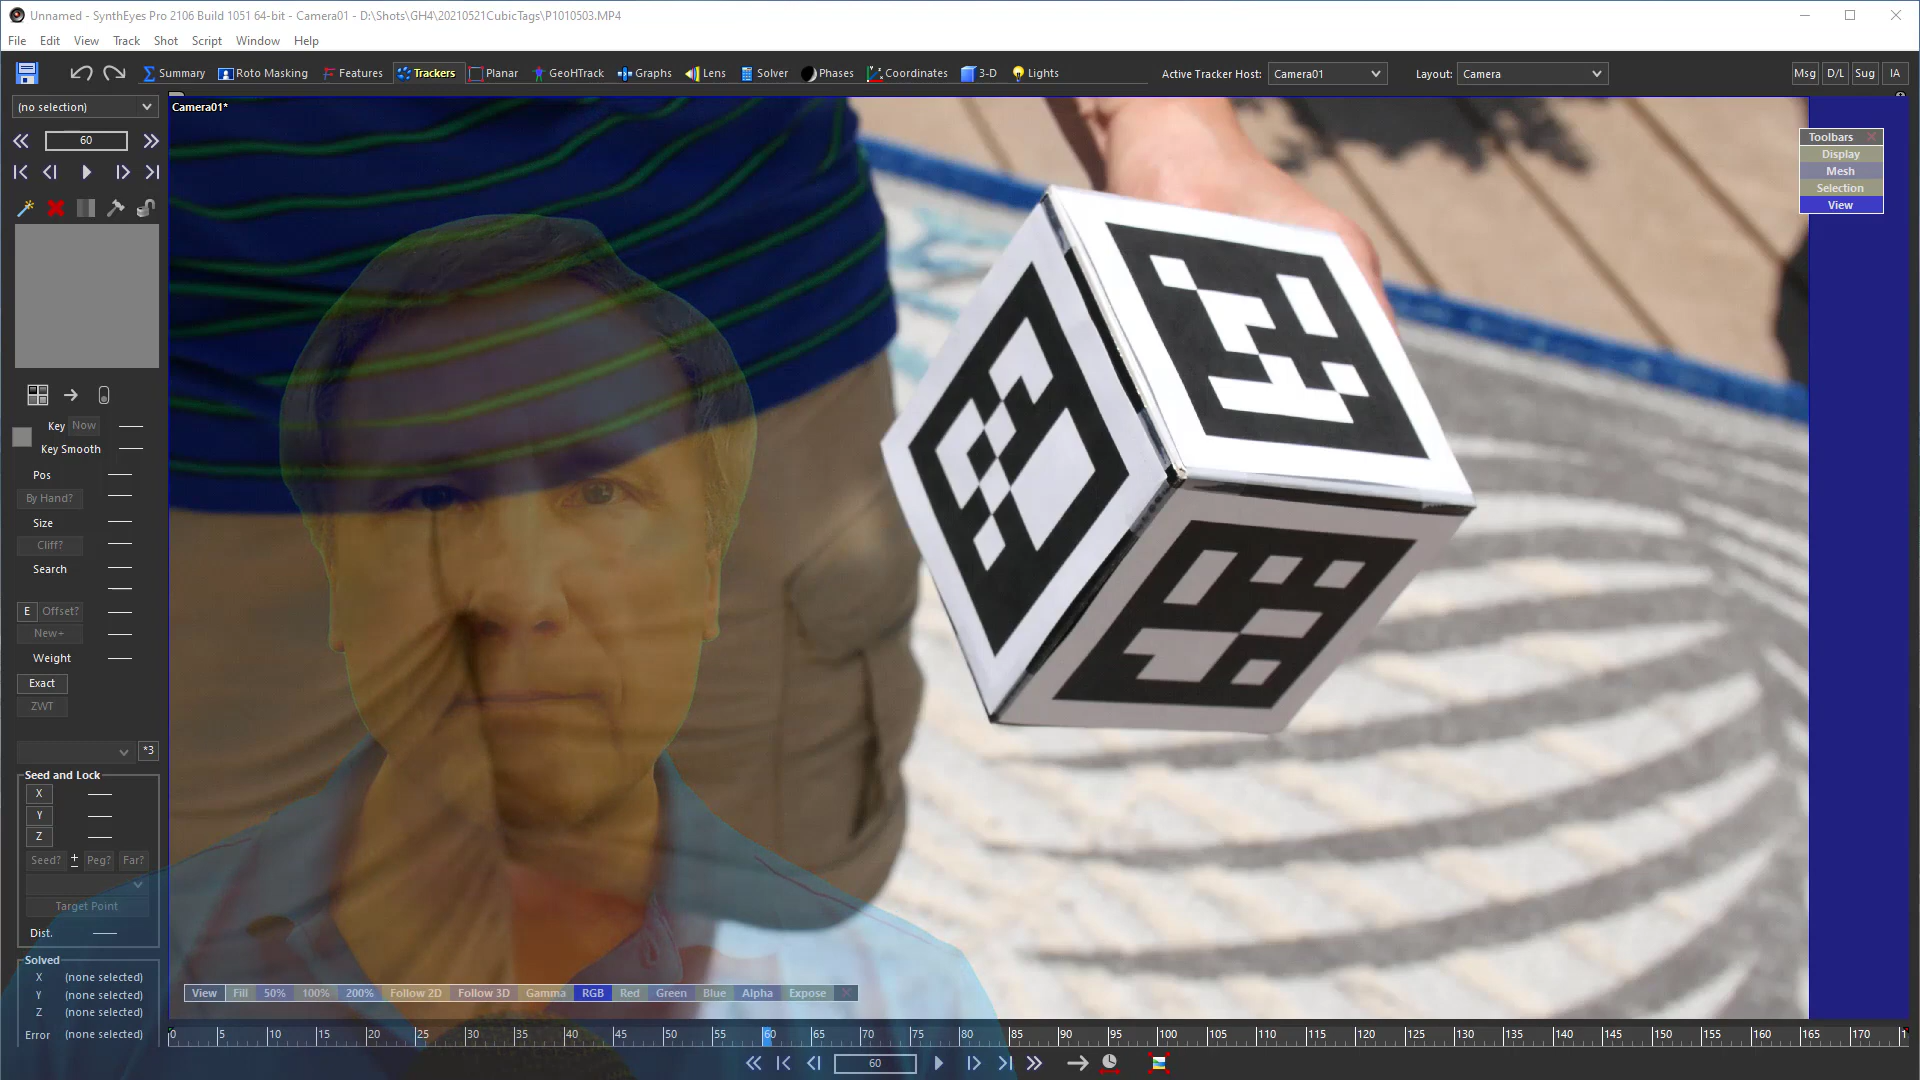 Unnamed - SynthEyes Pro 2106 Build 1051 64-bit - Camera01 - D:\Shots\GH4\20210521CubicTags\P1010503.MP4
File Edit View Track Shot Script Window Help
Summary Roto Masking Features Trackers Planar GeoHTrack Graphs Lens Solver Phases Coordinates 3-D Lights Active Tracker Host: Camera01 Layout: Camera Msg D/L Sug IA
(no selection)
Camera01*
60
Toolbars
Display
Mesh
Selection
View
Key Now
Key Smooth
Pos
By Hand?
Size
Cliff?
Search
E Offset?
New+
Weight
Exact
ZWT
*3
Seed and Lock
X
Y
Z
Seed? Peg? Far?
Target Point
Dist.
Solved
X (none selected)
Y (none selected)
Z (none selected)
Error (none selected)
View Fill 50% 100% 200% Follow 2D Follow 3D Gamma RGB Red Green Blue Alpha Expose
0 5 10 15 20 25 30 35 40 45 50 55 60 65 70 75 80 85 90 95 100 105 110 115 120 125 130 135 140 145 150 155 160 165 170
60